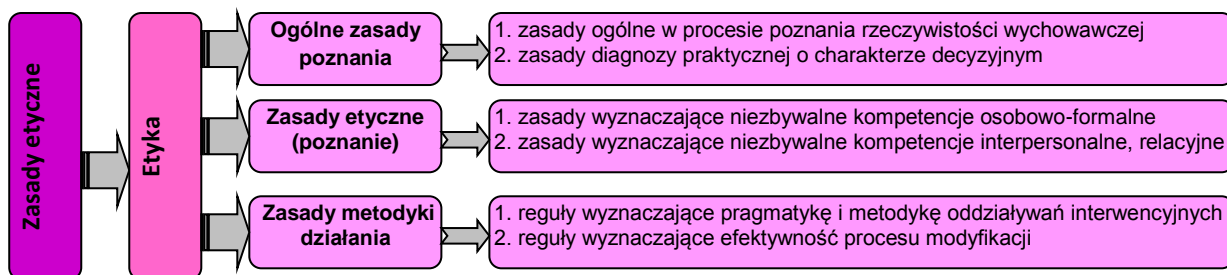 Zasady etyczne
Etyka
Ogólne zasady
poznania
1. zasady ogólne w procesie poznania rzeczywistości wychowawczej
2. zasady diagnozy praktycznej o charakterze decyzyjnym
Zasady etyczne
(poznanie)
1. zasady wyznaczające niezbywalne kompetencje osobowo-formalne
2. zasady wyznaczające niezbywalne kompetencje interpersonalne, relacyjne
Zasady metodyki
działania
1. reguły wyznaczające pragmatykę i metodykę oddziaływań interwencyjnych
2. reguły wyznaczające efektywność procesu modyfikacji